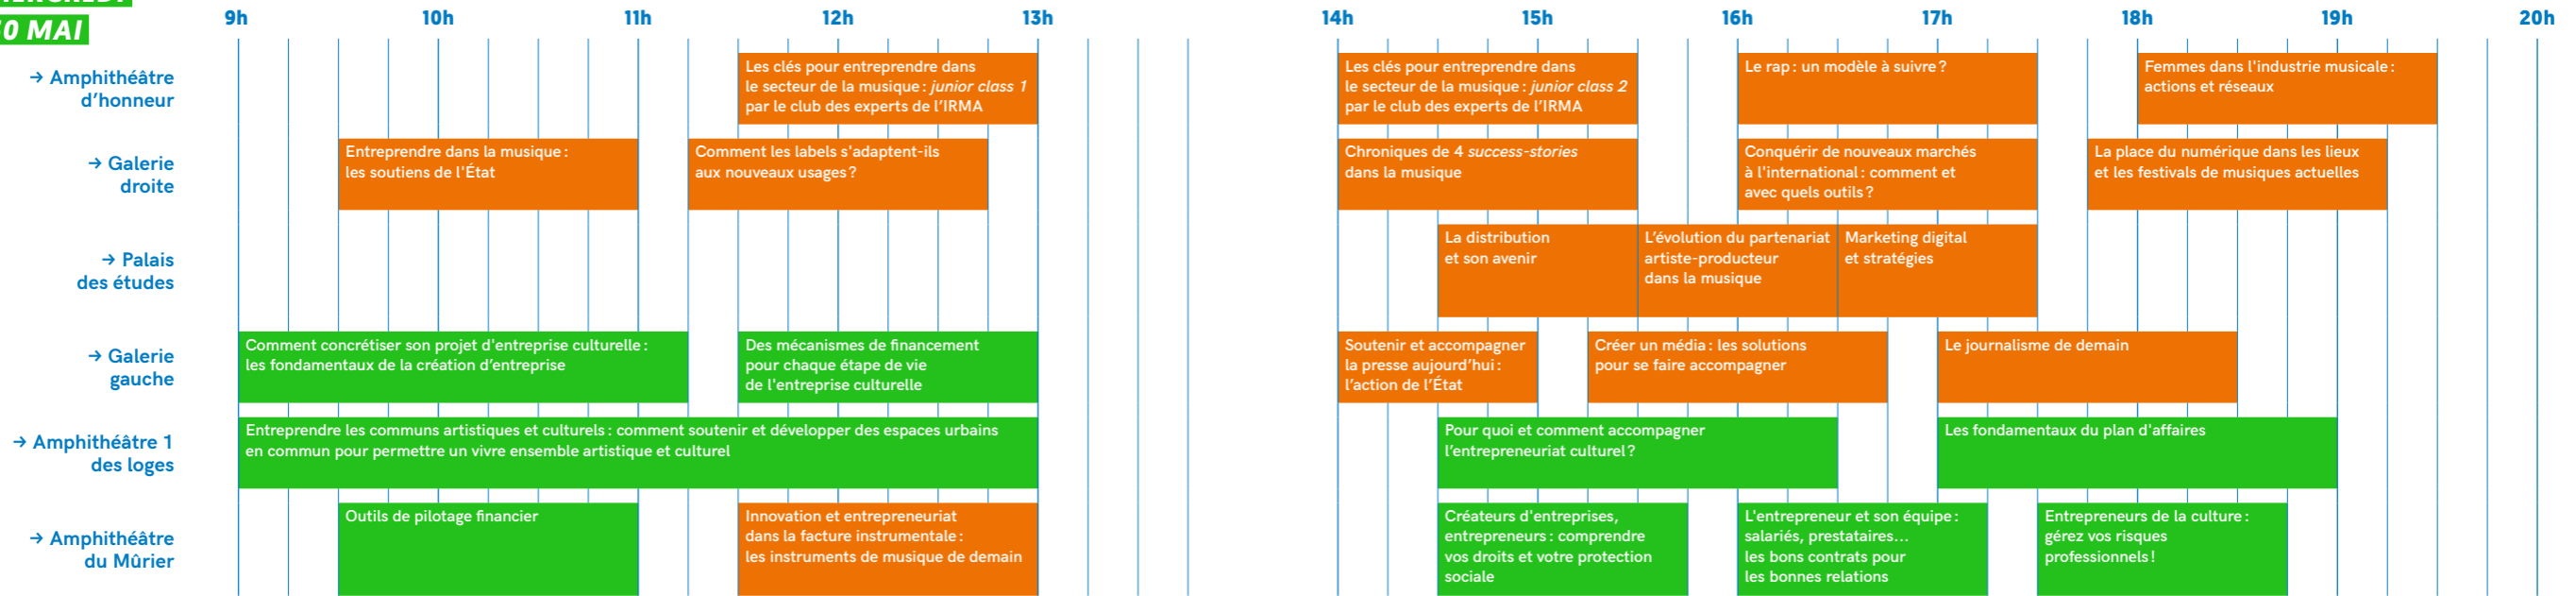 MERCREDI
30 MAI
9h 10h 11h 12h 13h 14h 15h 16h 17h 18h 19h 20h
→ Amphithéâtre
d’honneur
Les clés pour entreprendre dans
le secteur de la musique : junior class 1
par le club des experts de l’IRMA
Les clés pour entreprendre dans
le secteur de la musique : junior class 2
par le club des experts de l’IRMA
Le rap : un modèle à suivre ?
Femmes dans l'industrie musicale :
actions et réseaux
→ Galerie
droite
Entreprendre dans la musique :
les soutiens de l'État
Comment les labels s'adaptent-ils
aux nouveaux usages ?
Chroniques de 4 success-stories
dans la musique
Conquérir de nouveaux marchés
à l'international : comment et
avec quels outils ?
La place du numérique dans les lieux
et les festivals de musiques actuelles
→ Palais
des études
La distribution
et son avenir
L’évolution du partenariat
artiste-producteur
dans la musique
Marketing digital
et stratégies
→ Galerie
gauche
Comment concrétiser son projet d'entreprise culturelle :
les fondamentaux de la création d’entreprise
Des mécanismes de financement
pour chaque étape de vie
de l'entreprise culturelle
Soutenir et accompagner
la presse aujourd’hui :
l’action de l’État
Créer un média : les solutions
pour se faire accompagner
Le journalisme de demain
→ Amphithéâtre 1
des loges
Entreprendre les communs artistiques et culturels : comment soutenir et développer des espaces urbains
en commun pour permettre un vivre ensemble artistique et culturel
Pour quoi et comment accompagner
l’entrepreneuriat culturel ?
Les fondamentaux du plan d'affaires
→ Amphithéâtre
du Mûrier
Outils de pilotage financier
Innovation et entrepreneuriat
dans la facture instrumentale :
les instruments de musique de demain
Créateurs d'entreprises,
entrepreneurs : comprendre
vos droits et votre protection
sociale
L'entrepreneur et son équipe :
salariés, prestataires...
les bons contrats pour
les bonnes relations
Entrepreneurs de la culture :
gérez vos risques
professionnels !